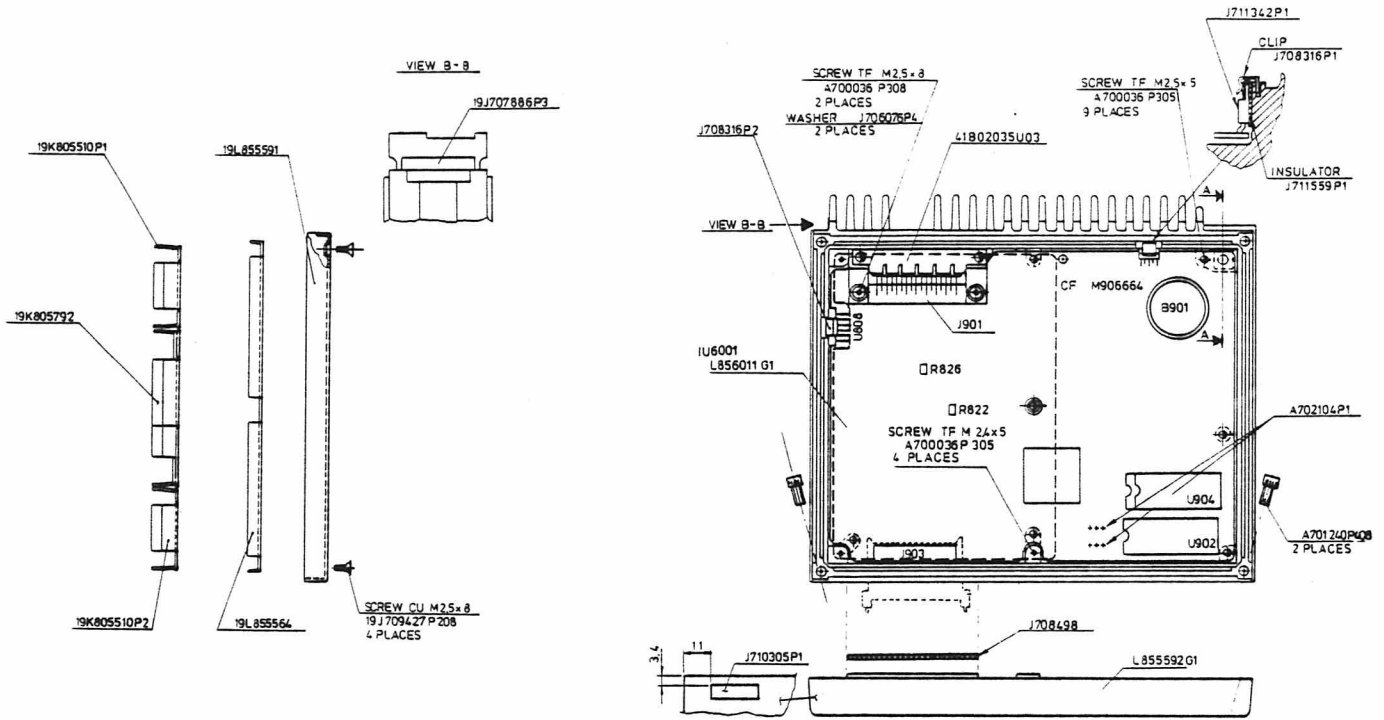 VIEW B-B
19J707886P3
19K805510P1
19L855591
19K805792
19K805510P2
19L855564
SCREW CU M2,5x8
19J709427P208
4 PLACES
SCREW TF M2,5x8
A700036 P308
2 PLACES
WASHER J706076P4
2 PLACES
J708316P2
41B02035U03
SCREW TF M2,5x5
A700036 P305
9 PLACES
J711342P1
CLIP
J708316P1
INSULATOR
J711559P1
A
VIEW B-B
CF M906664
B901
U808
J901
A
IU6001
L856011 G1
R826
R822
SCREW TF M 2,4x5
A700036P 305
4 PLACES
A702104P1
U904
U902
J903
A701240P408
2 PLACES
J708498
11
3,4
J710305P1
L855592G1